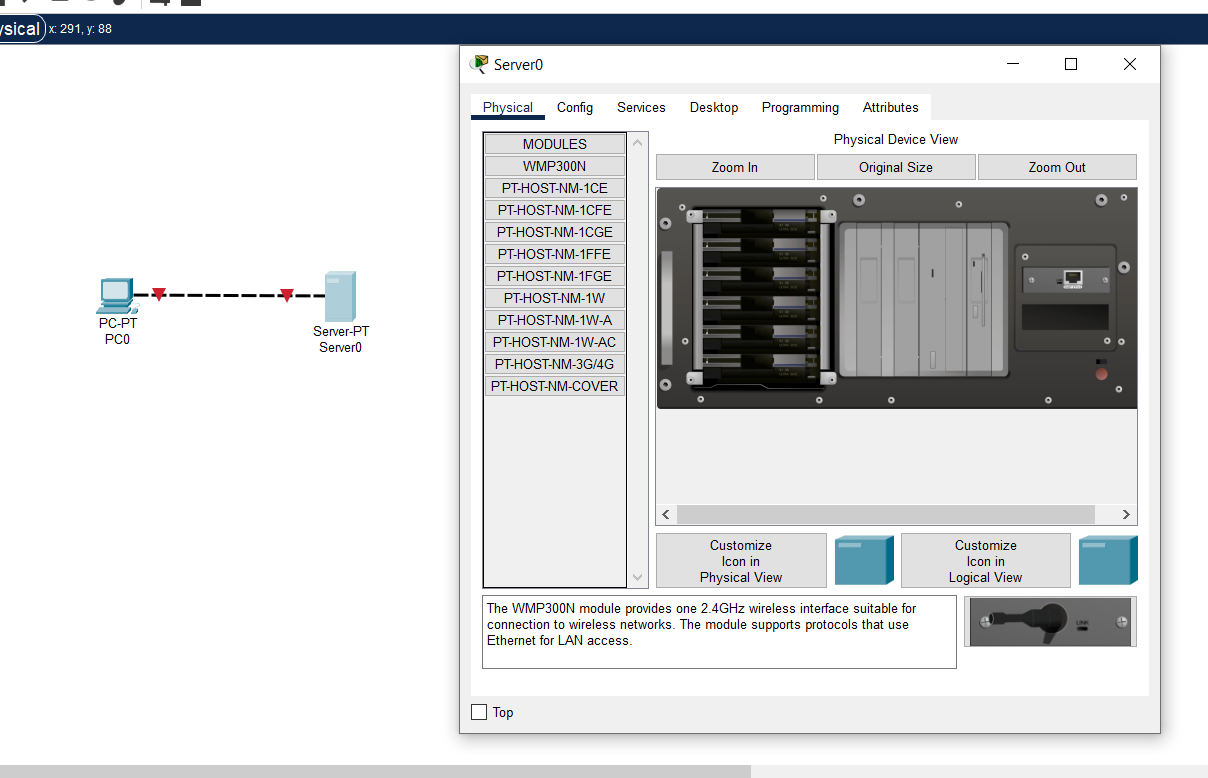 ysical x: 291, y: 88
Server0
Physical Config Services Desktop Programming Attributes
MODULES
WMP300N
PT-HOST-NM-1CE
PT-HOST-NM-1CFE
PT-HOST-NM-1CGE
PT-HOST-NM-1FFE
PT-HOST-NM-1FGE
PT-HOST-NM-1W
PT-HOST-NM-1W-A
PT-HOST-NM-1W-AC
PT-HOST-NM-3G/4G
PT-HOST-NM-COVER
Physical Device View
Zoom In Original Size Zoom Out
PC-PT
PC0
Server-PT
Server0
Customize
Icon in
Physical View
Customize
Icon in
Logical View
The WMP300N module provides one 2.4GHz wireless interface suitable for
connection to wireless networks. The module supports protocols that use
Ethernet for LAN access.
LINK
Top